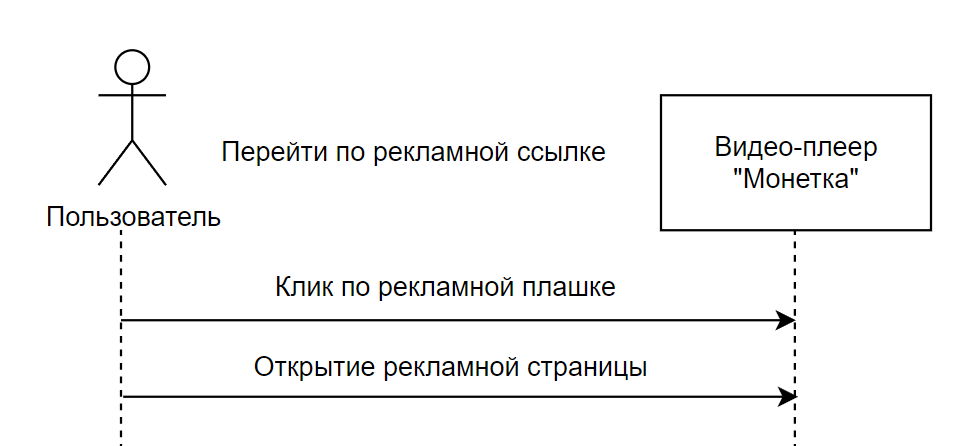 Перейти по рекламной ссылке
Видео-плеер
"Монетка"
Пользователь
Клик по рекламной плашке
Открытие рекламной страницы